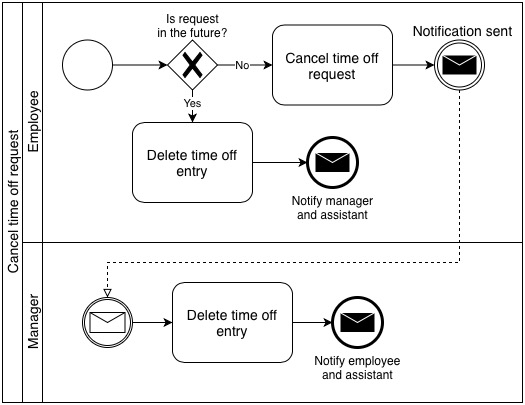 Cancel time off request
Employee
Is request
in the future?
No
Yes
Cancel time off
request
Notification sent
Delete time off
entry
Notify manager
and assistant
Manager
Delete time off
entry
Notify employee
and assistant